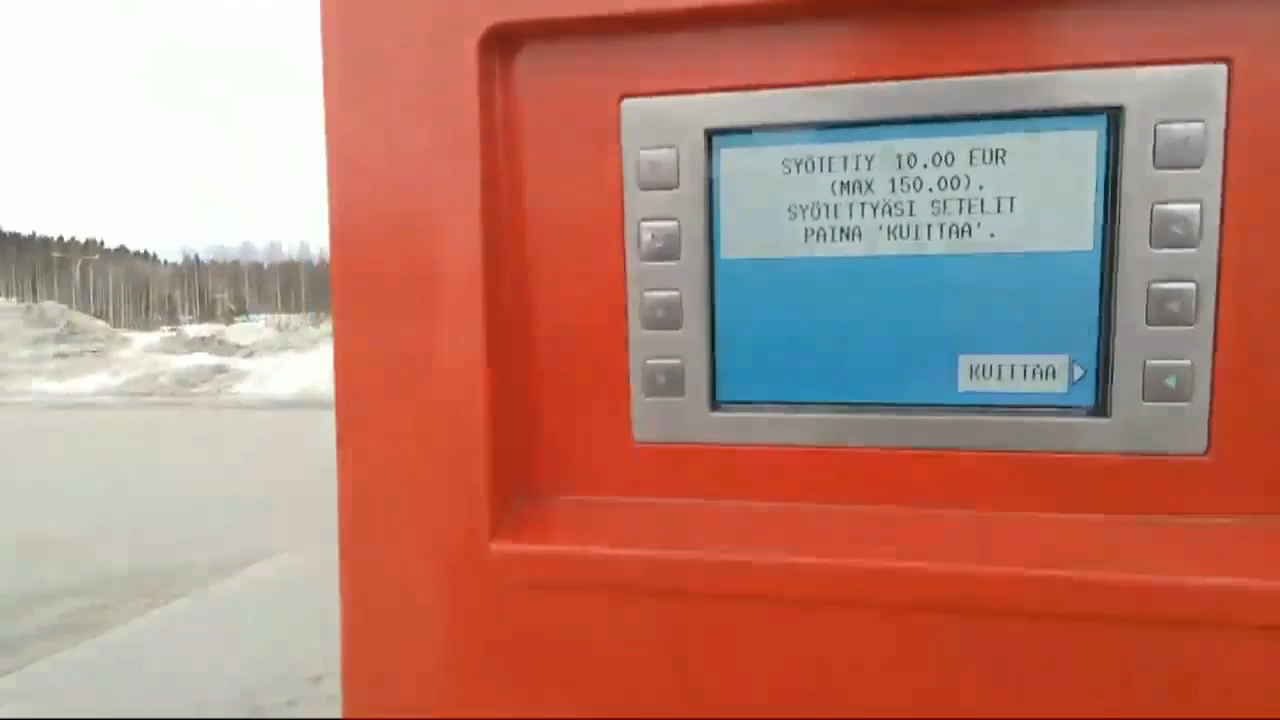 SYÖTETTY 10.00 EUR
(MAX 150.00).
SYÖTETTYÄSI SETELIT
PAINA 'KUITTAA'.
KUITTAA